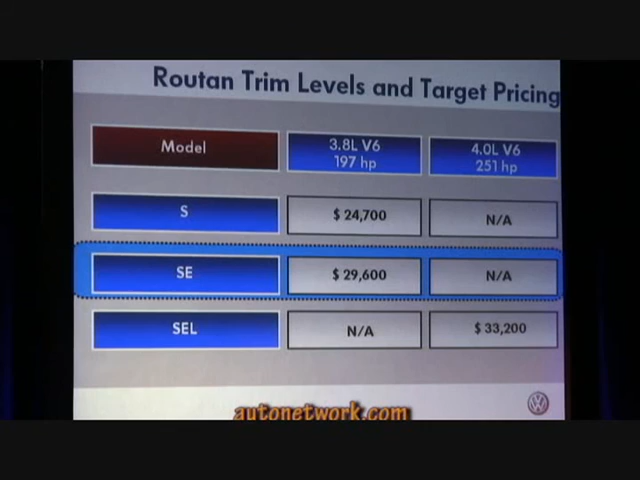 Routan Trim Levels and Target Pricing
Model
3.8L V6
197 hp
4.0L V6
251 hp
S
$ 24,700
N/A
SE
$ 29,600
N/A
SEL
N/A
$ 33,200
autonetwork.com